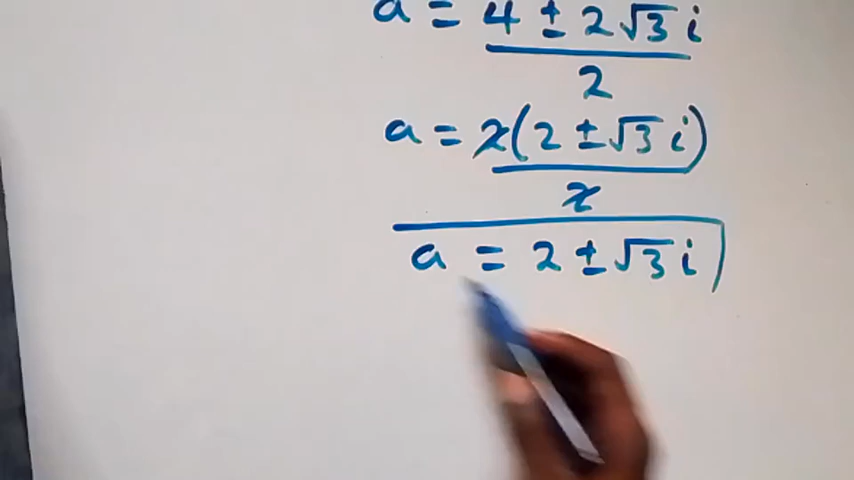 a = 4 ± 2√3 i
2
a = 2(2 ± √3 i)
2
a = 2 ± √3 i